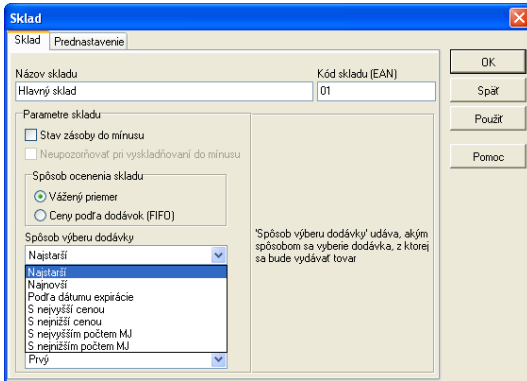 Sklad
Sklad
Prednastavenie
OK
Späť
Použiť
Pomoc
Názov skladu
Kód skladu (EAN)
Hlavný sklad
01
Parametre skladu
Stav zásoby do mínusu
Neupozorňovať pri vyskladňovaní do mínusu
Spôsob ocenenia skladu
Vážený priemer
Ceny podľa dodávok (FIFO)
Spôsob výberu dodávky
Najstarší
Najstarší
Najnovší
Podľa dátumu expirácie
S nejvyšší cenou
S nejnižší cenou
S nejvyšším počtem MJ
S nejnižším počtem MJ
Prvý
'Spôsob výberu dodávky' udáva, akým
spôsobom sa vyberie dodávka, z ktorej
sa bude vydávať tovar